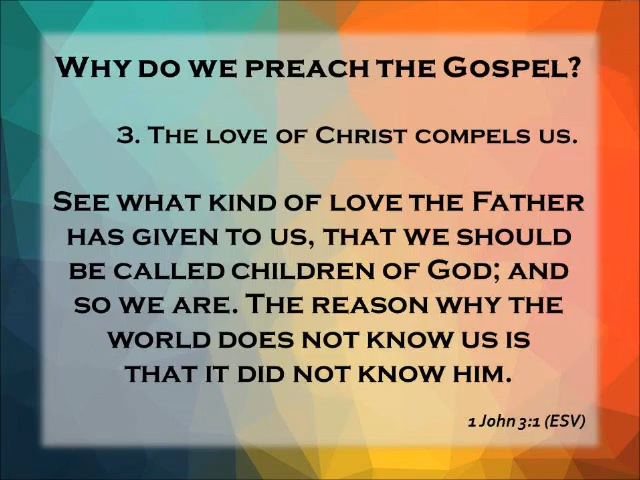 Why do we preach the Gospel?
3. The love of Christ compels us.
See what kind of love the Father
has given to us, that we should
be called children of God; and
so we are. The reason why the
world does not know us is
that it did not know him.
1 John 3:1 (ESV)